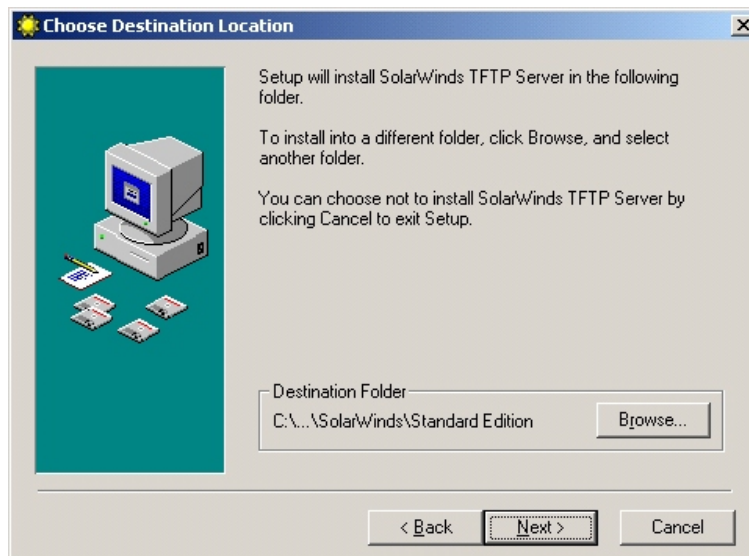 Choose Destination Location
Setup will install SolarWinds TFTP Server in the following
folder.
To install into a different folder, click Browse, and select
another folder.
You can choose not to install SolarWinds TFTP Server by
clicking Cancel to exit Setup.
Destination Folder
C:\...\SolarWinds\Standard Edition
Browse...
< Back
Next >
Cancel